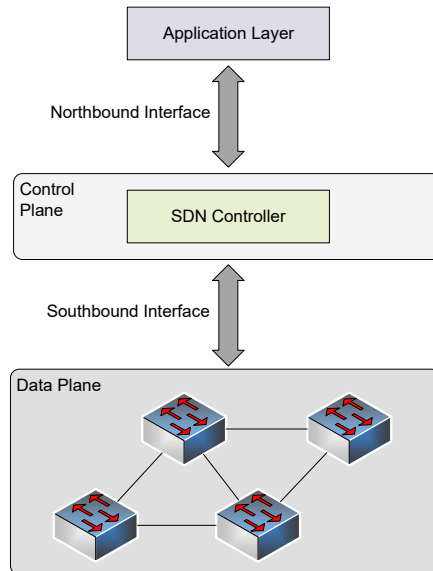 Application Layer
Northbound Interface
Control
Plane
SDN Controller
Southbound Interface
Data Plane